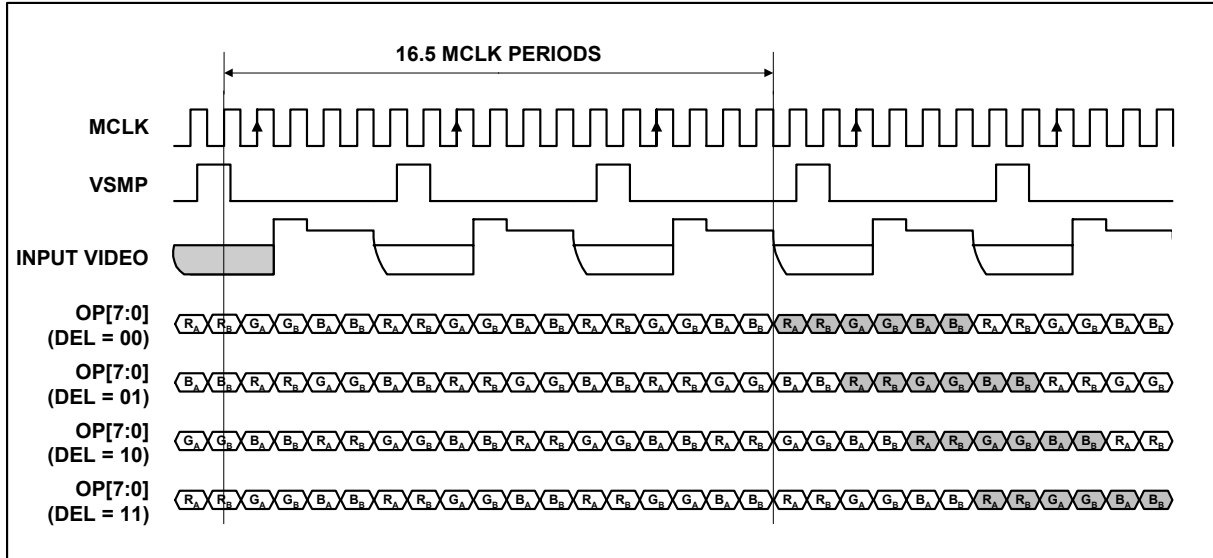 16.5 MCLK PERIODS
MCLK
VSMP
INPUT VIDEO
OP[7:0]
(DEL = 00)
RA RB GA GB BA BB RA RB GA GB BA BB RA RB GA GB BA BB RA RB GA GB BA BB RA RB GA GB BA BB
OP[7:0]
(DEL = 01)
BA BB RA RB GA GB BA BB RA RB GA GB BA BB RA RB GA GB BA BB RA RB GA GB BA BB RA RB GA GB
OP[7:0]
(DEL = 10)
GA GB BA BB RA RB GA GB BA BB RA RB GA GB BA BB RA RB GA GB BA BB RA RB GA GB BA BB RA RB
OP[7:0]
(DEL = 11)
RA RB GA GB BA BB RA RB GA GB BA BB RA RB GB GA BA BB RA RB GA GB BA BB RA RB GA GB BA BB